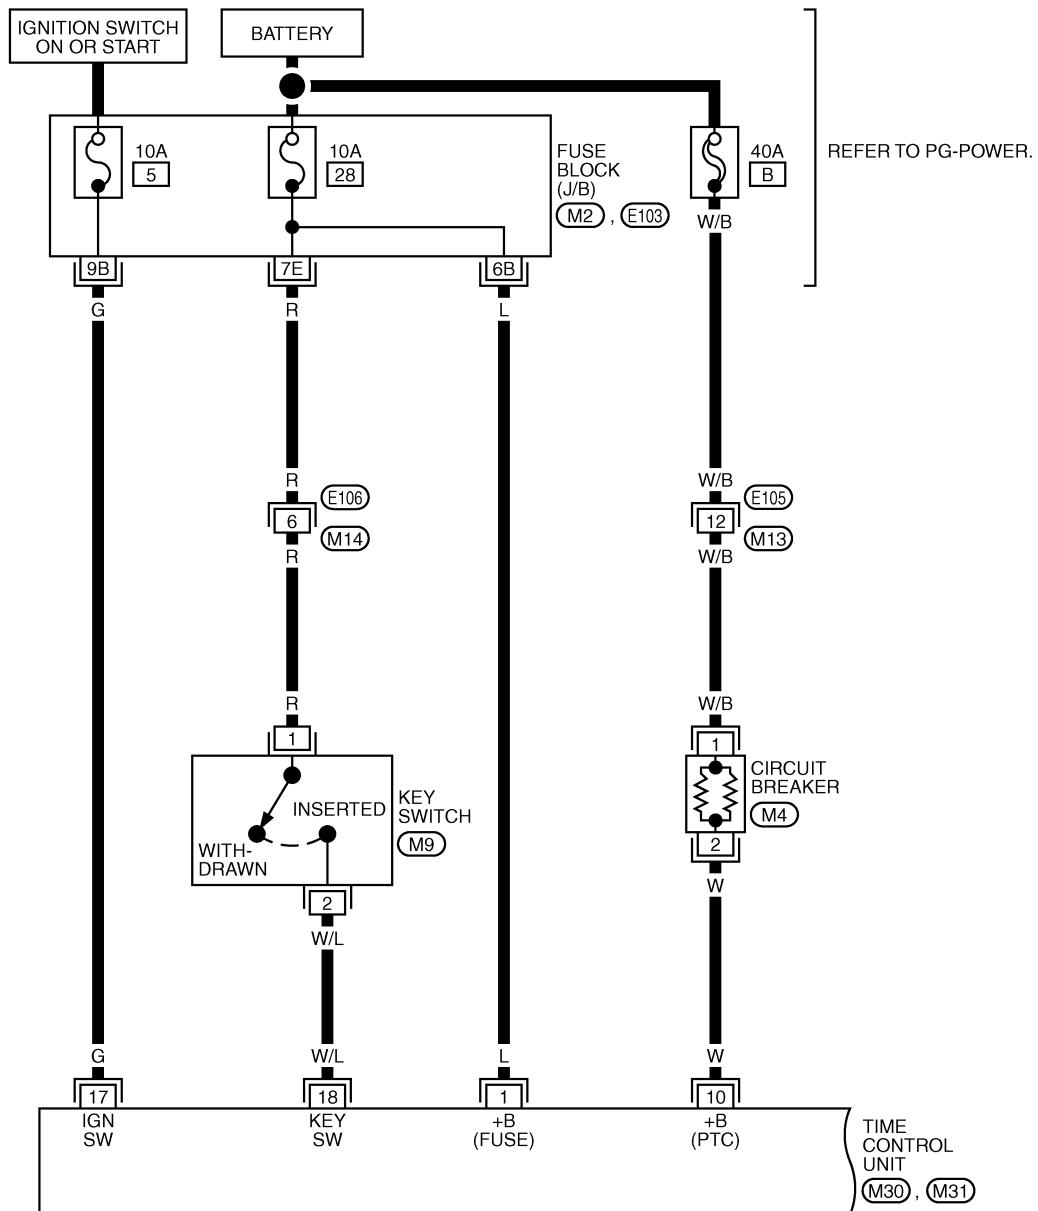 IGNITION SWITCH
ON OR START
BATTERY
10A
5
10A
28
FUSE
BLOCK
(J/B)
M2 , E103
40A
B
REFER TO PG-POWER.
W/B
9B
7E
6B
G
R
L
R
W/B
E106
E105
6
12
M14
M13
R
W/B
R
W/B
1
1
INSERTED
WITH-
DRAWN
KEY
SWITCH
M9
CIRCUIT
BREAKER
M4
2
2
W/L
W
G
W/L
L
W
17
18
1
10
IGN
SW
KEY
SW
+B
(FUSE)
+B
(PTC)
TIME
CONTROL
UNIT
M30 , M31